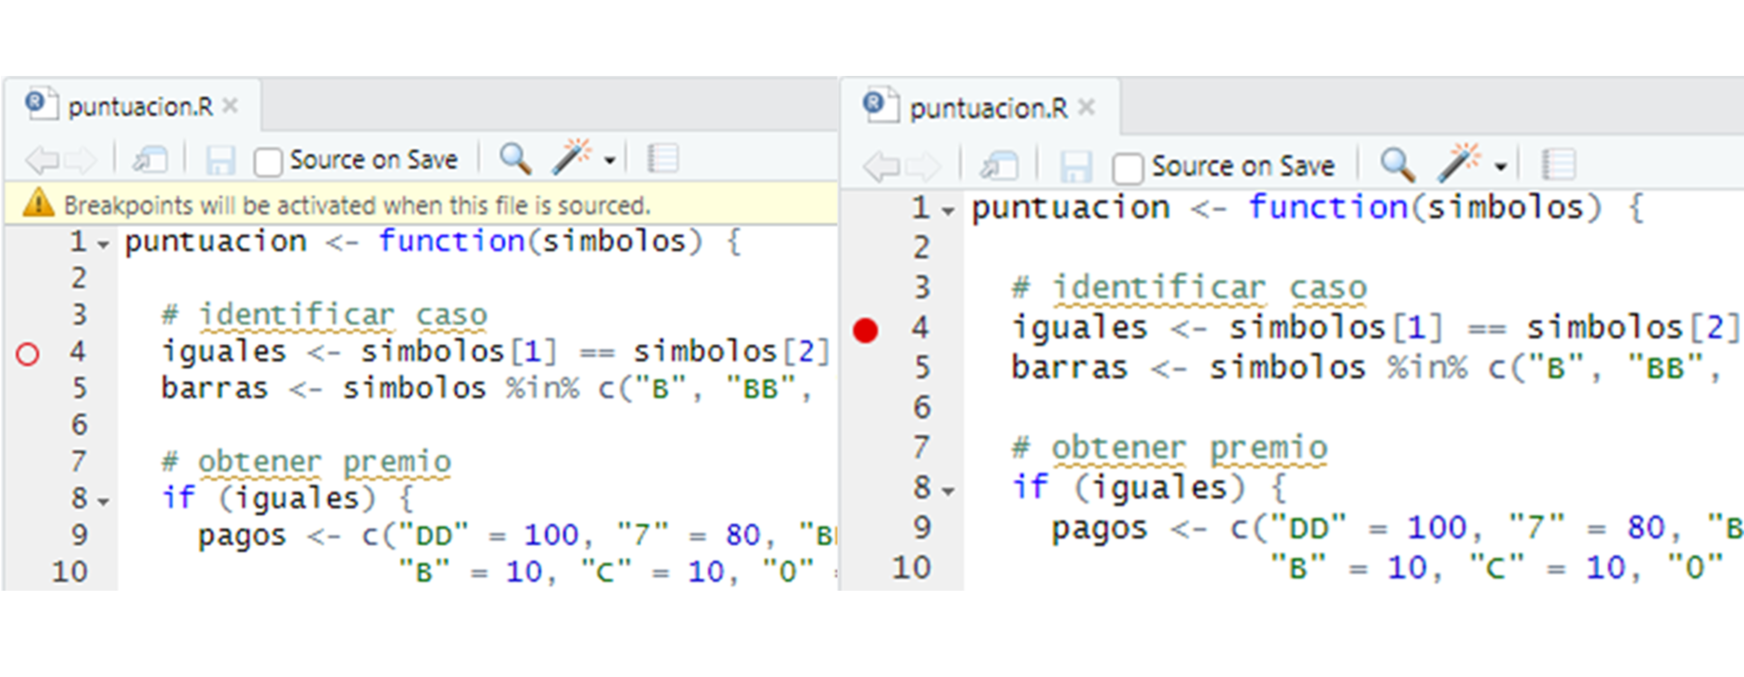 puntuacion.R
Source on Save
Breakpoints will be activated when this file is sourced.
1 puntuacion <- function(simbolos) {
2
3 # identificar caso
4 iguales <- simbolos[1] == simbolos[2]
5 barras <- simbolos %in% c("B", "BB",
6
7 # obtener premio
8 if (iguales) {
9 pagos <- c("DD" = 100, "7" = 80, "B
10 "B" = 10, "C" = 10, "0"
puntuacion.R
Source on Save
1 puntuacion <- function(simbolos) {
2
3 # identificar caso
4 iguales <- simbolos[1] == simbolos[2]
5 barras <- simbolos %in% c("B", "BB",
6
7 # obtener premio
8 if (iguales) {
9 pagos <- c("DD" = 100, "7" = 80, "B
10 "B" = 10, "C" = 10, "0"